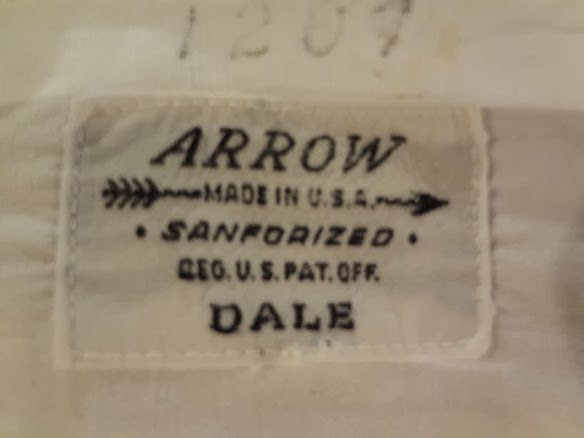 1207
ARROW
MADE IN U.S.A.
• SANFORIZED •
REG. U.S. PAT. OFF.
DALE